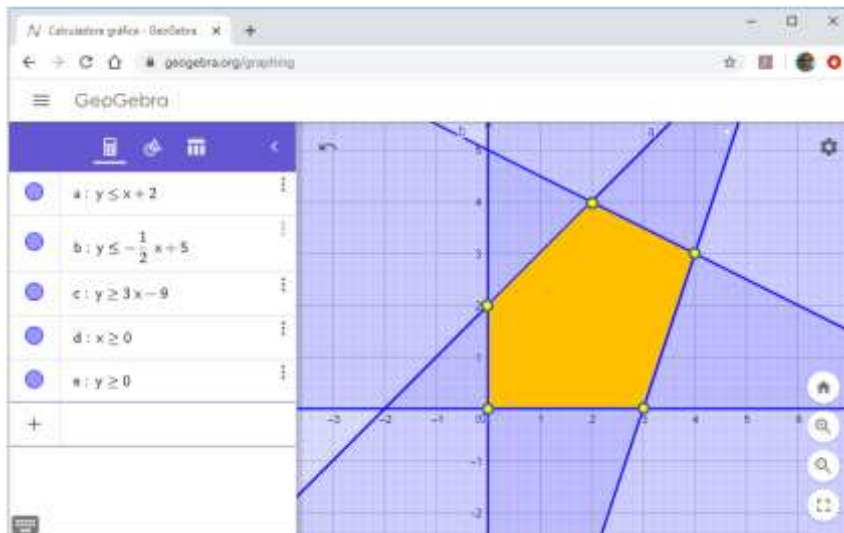 Calculadora gráfica - GeoGebra
geogebra.org/graphing
GeoGebra
a : y ≤ x + 2
b : y ≤ -1/2 x + 5
c : y ≥ 3 x − 9
d : x ≥ 0
e : y ≥ 0
b
a
5
4
3
2
1
-3
-2
-1
0
1
2
3
4
5
6
-1
-2